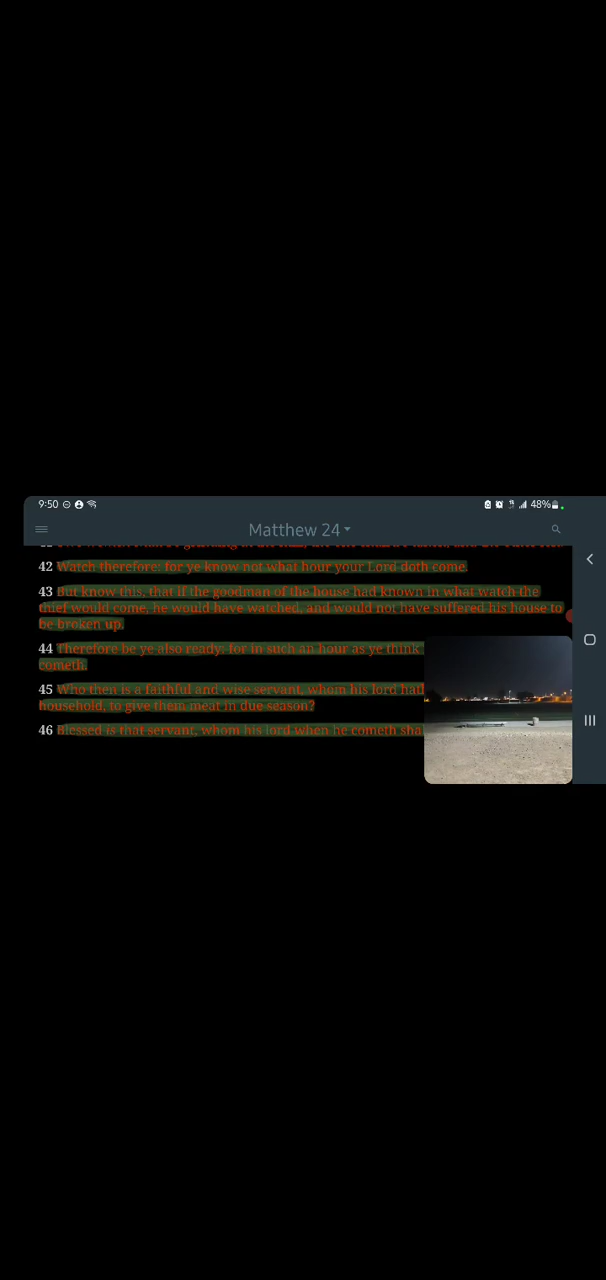 9:50
48%
Matthew 24
42 Watch therefore: for ye know not what hour your Lord doth come.
43 But know this, that if the goodman of the house had known in what watch the
thief would come, he would have watched, and would not have suffered his house to
be broken up.
44 Therefore be ye also ready: for in such an hour as ye think
cometh.
45 Who then is a faithful and wise servant, whom his lord hath
household, to give them meat in due season?
46 Blessed is that servant, whom his lord when he cometh sha